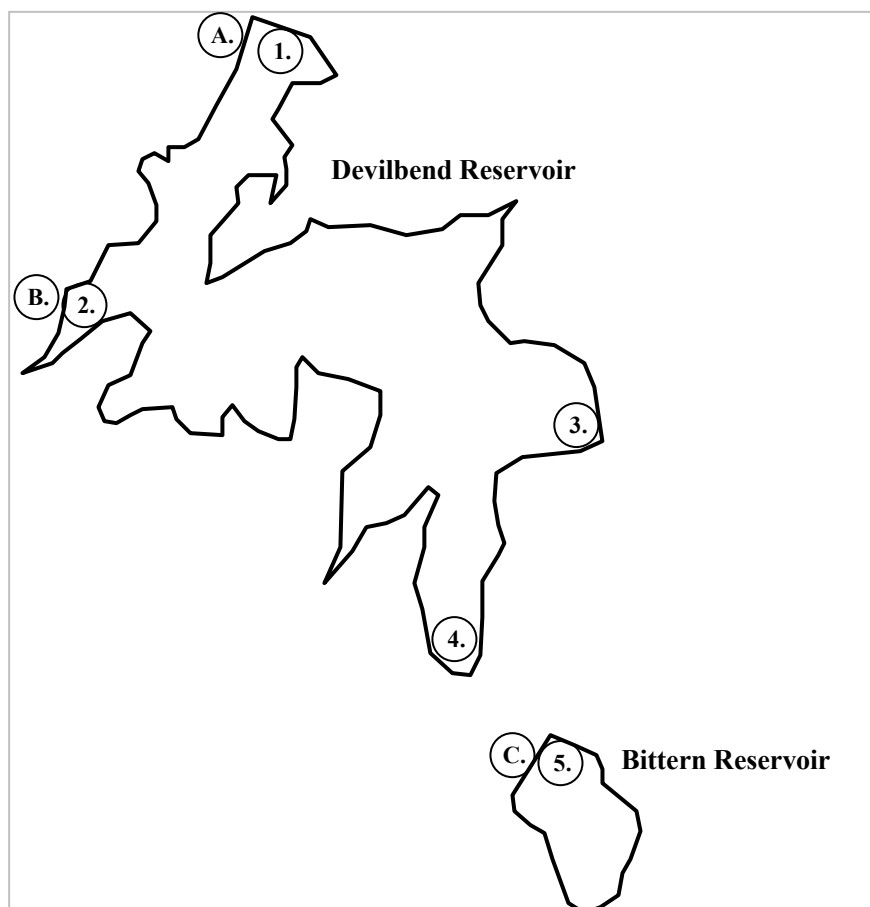 A.
1.
Devilbend Reservoir
B.
2.
3.
4.
C.
5.
Bittern Reservoir